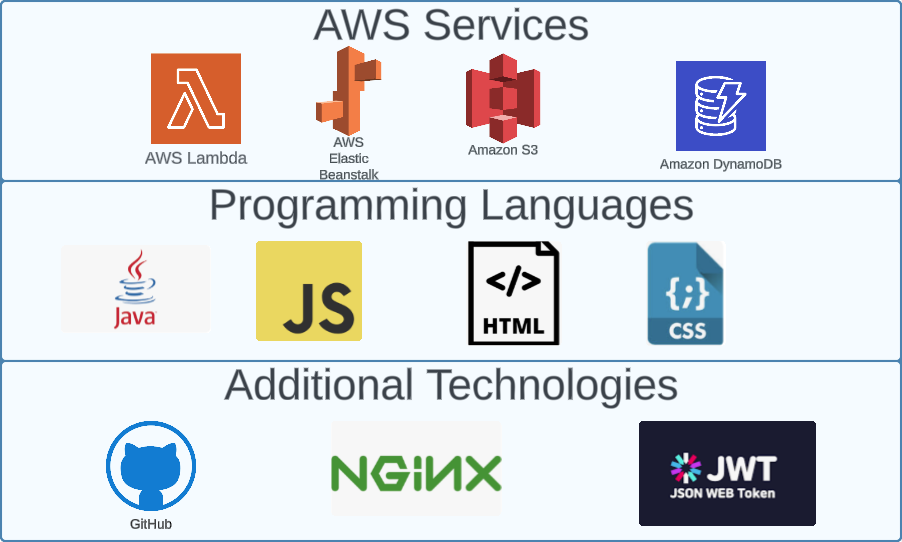 AWS Services
AWS Lambda
AWS
Elastic
Beanstalk
Amazon S3
Amazon DynamoDB
Programming Languages
Java
JS
</>
HTML
{;}
CSS
Additional Technologies
GitHub
NGiNX
JWT
JSON WEB Token